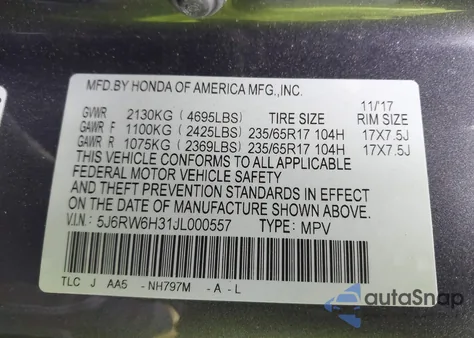 MFD.BY HONDA OF AMERICA MFG.,INC.
11/17
GVWR 2130KG (4695LBS) TIRE SIZE RIM SIZE
GAWR F 1100KG (2425LBS) 235/65R17 104H 17X7.5J
GAWR R 1075KG (2369LBS) 235/65R17 104H 17X7.5J
THIS VEHICLE CONFORMS TO ALL APPLICABLE
FEDERAL MOTOR VEHICLE SAFETY
AND THEFT PREVENTION STANDARDS IN EFFECT
ON THE DATE OF MANUFACTURE SHOWN ABOVE.
V.I.N.: 5J6RW6H31JL000557 TYPE: MPV
TLC J AA5 - NH797M - A - L
autaSnap